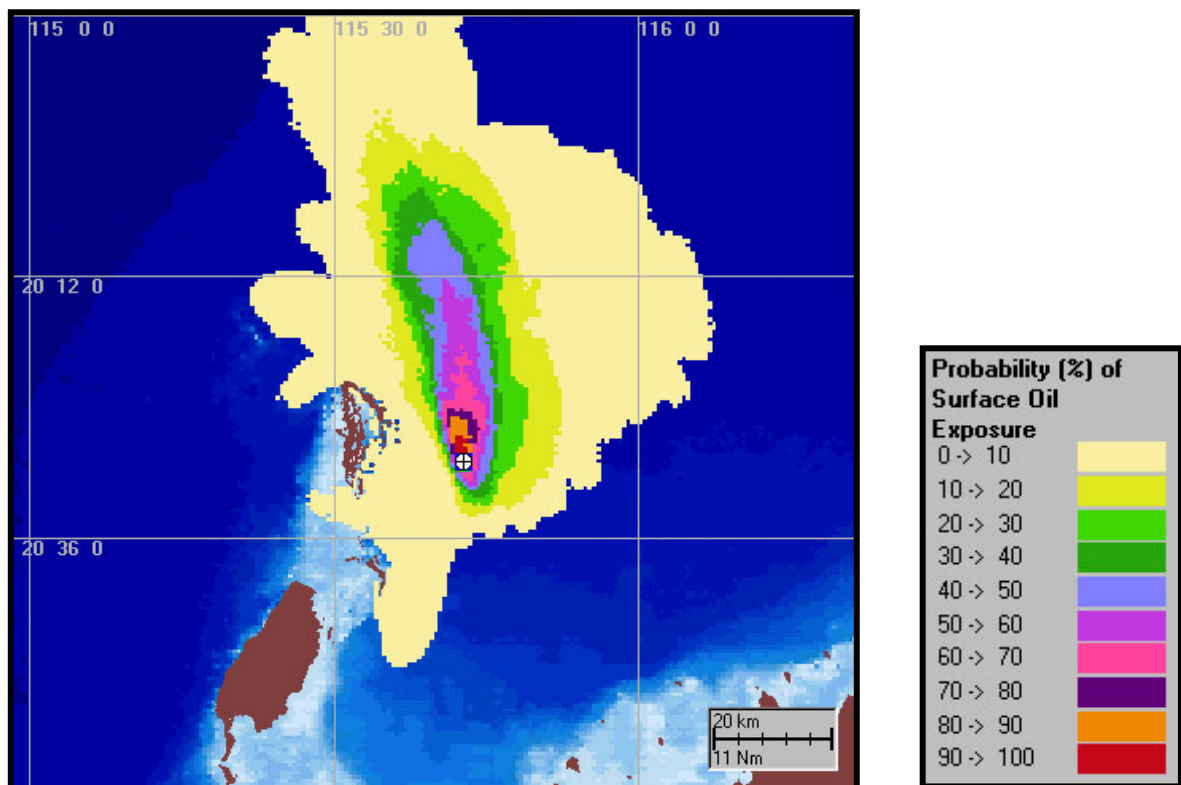 115 0 0
115 30 0
116 0 0
20 12 0
20 36 0
20 km
11 Nm
Probability (%) of
Surface Oil
Exposure
0 -> 10
10 -> 20
20 -> 30
30 -> 40
40 -> 50
50 -> 60
60 -> 70
70 -> 80
80 -> 90
90 -> 100